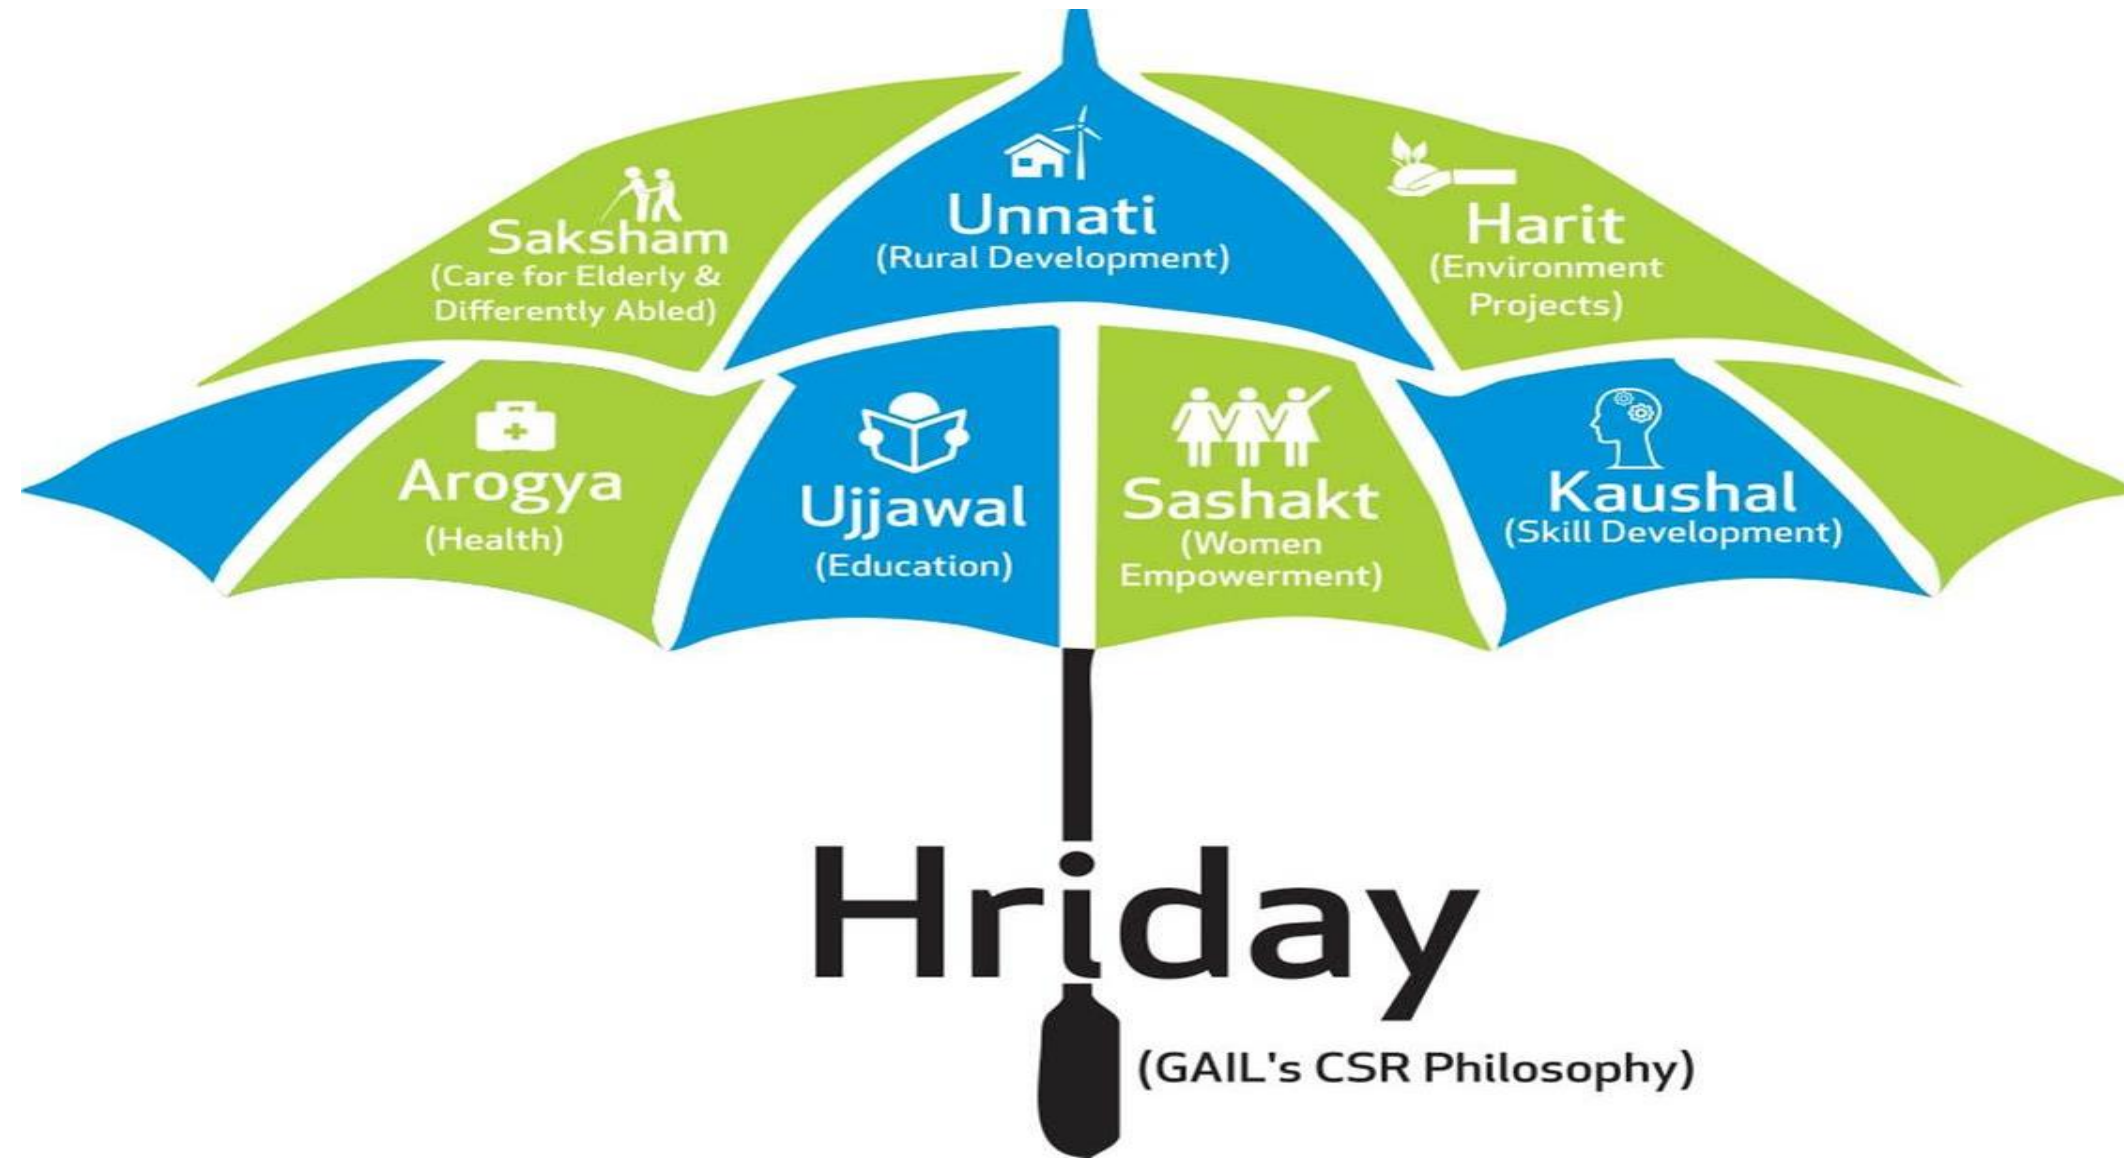 Saksham
(Care for Elderly &
Differently Abled)
Unnati
(Rural Development)
Harit
(Environment
Projects)
Arogya
(Health)
Ujjawal
(Education)
Sashakt
(Women
Empowerment)
Kaushal
(Skill Development)
Hriday
(GAIL's CSR Philosophy)